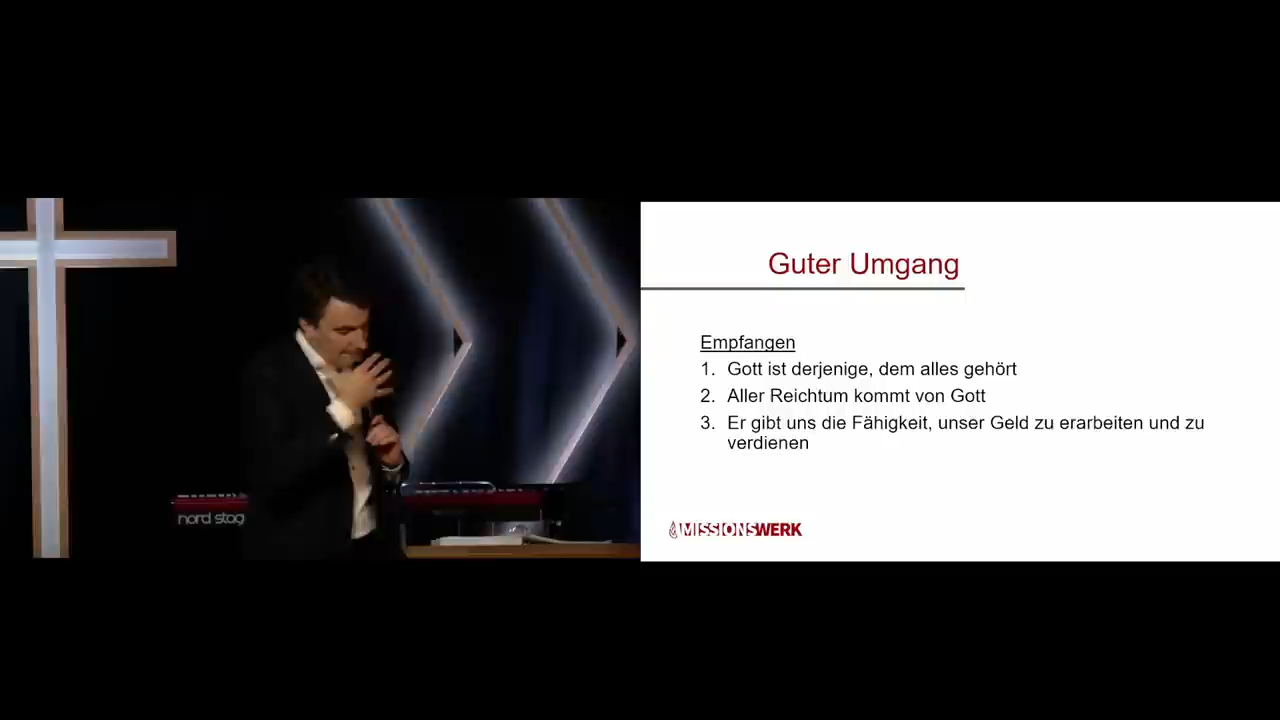 Guter Umgang
Empfangen
1. Gott ist derjenige, dem alles gehört
2. Aller Reichtum kommt von Gott
3. Er gibt uns die Fähigkeit, unser Geld zu erarbeiten und zu
verdienen
MISSIONSWERK
nord stag